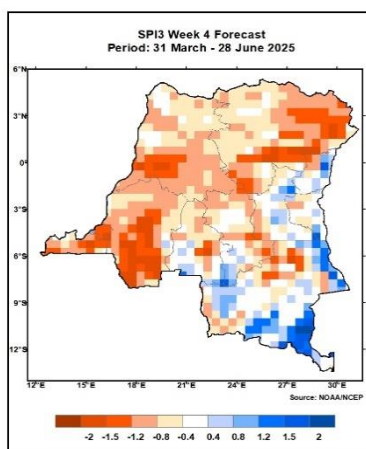 SPI3 Week 4 Forecast
Period: 31 March - 28 June 2025
6°N
3°N
0°
3°S
6°S
9°S
12°S
12°E 15°E 18°E 21°E 24°E 27°E 30°E
Source: NOAA/NCEP
-2 -1.5 -1.2 -0.8 -0.4 0.4 0.8 1.2 1.5 2